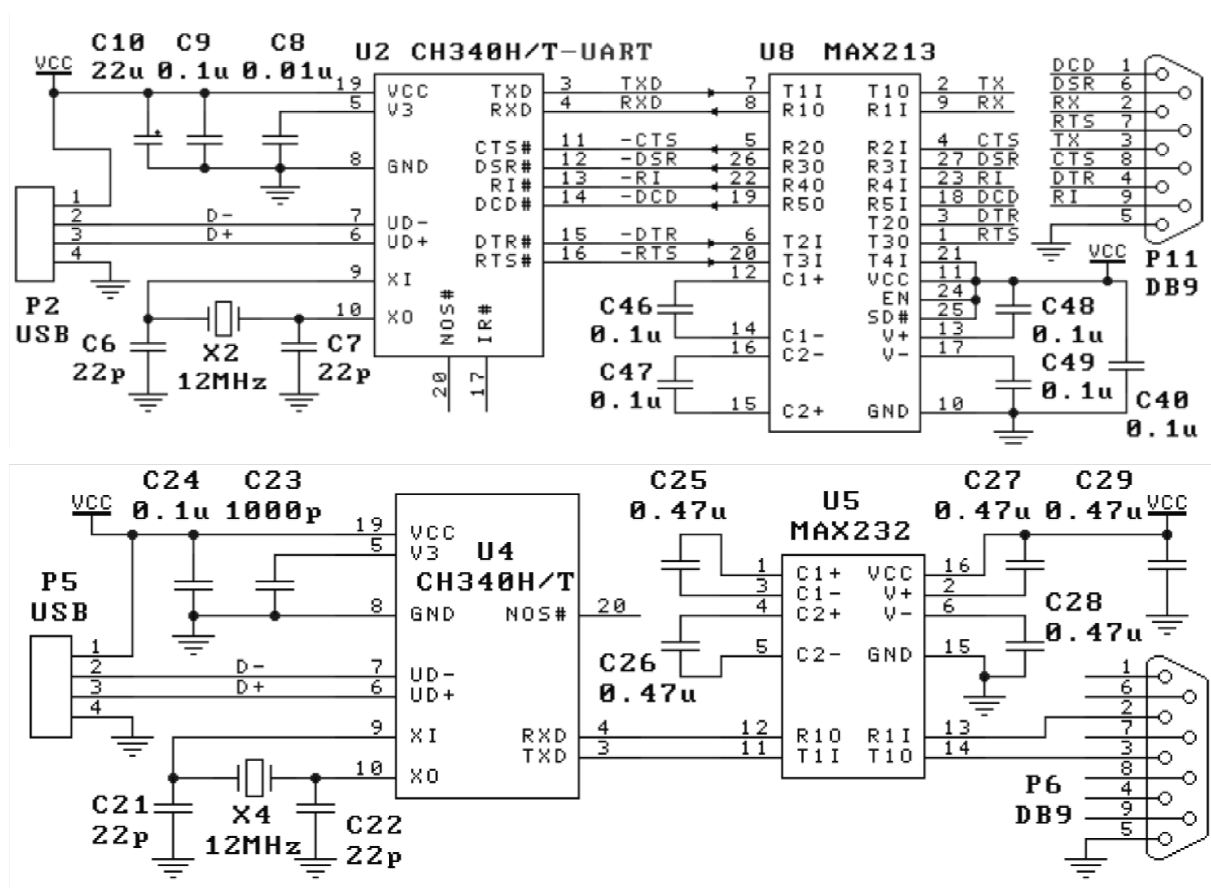 C10 C9 C8
VCC 22u 0.1u 0.01u
U2 CH340H/T-UART
U8 MAX213
19 VCC
5 V3
8 GND
7 UD-
6 UD+
9 XI
10 XO
TXD 3 TXD 7 T1I
RXD 4 RXD 8 R1O
CTS# 11 -CTS 5 R2O
DSR# 12 -DSR 26 R3O
RI# 13 -RI 22 R4O
DCD# 14 -DCD 19 R5O
DTR# 15 -DTR 6 T2I
RTS# 16 -RTS 20 T3I
NOS# 20
IR# 17
12 C1+
14 C1-
16 C2-
15 C2+
C46
0.1u
C47
0.1u
T1O 2 TX
R1I 9 RX
R2I 4 CTS
R3I 27 DSR
R4I 23 RI
R5I 18 DCD
T2O 3 DTR
T3O 1 RTS
T4I 21
VCC 11
EN 24
SD# 25
V+ 13
V- 17
GND 10
VCC
C48
0.1u
C49
0.1u
C40
0.1u
DCD 1
DSR 6
RX 2
RTS 7
TX 3
CTS 8
DTR 4
RI 9
5
P11
DB9
1
2 D-
3 D+
4
P2
USB
C6
22p
X2
12MHz
C7
22p
C24 C23
VCC 0.1u 1000p
U4
CH340H/T
19 VCC
5 V3
8 GND
7 UD-
6 UD+
9 XI
10 XO
NOS# 20
RXD 4
TXD 3
P5
USB
1
2 D-
3 D+
4
C21
22p
X4
12MHz
C22
22p
C25
0.47u
C26
0.47u
U5
MAX232
1 C1+
3 C1-
4 C2+
5 C2-
12 R1O
11 T1I
VCC 16
V+ 2
V- 6
GND 15
R1I 13
T1O 14
C27 C29
0.47u 0.47u VCC
C28
0.47u
1
6
2
7
3
8
4
9
5
P6
DB9